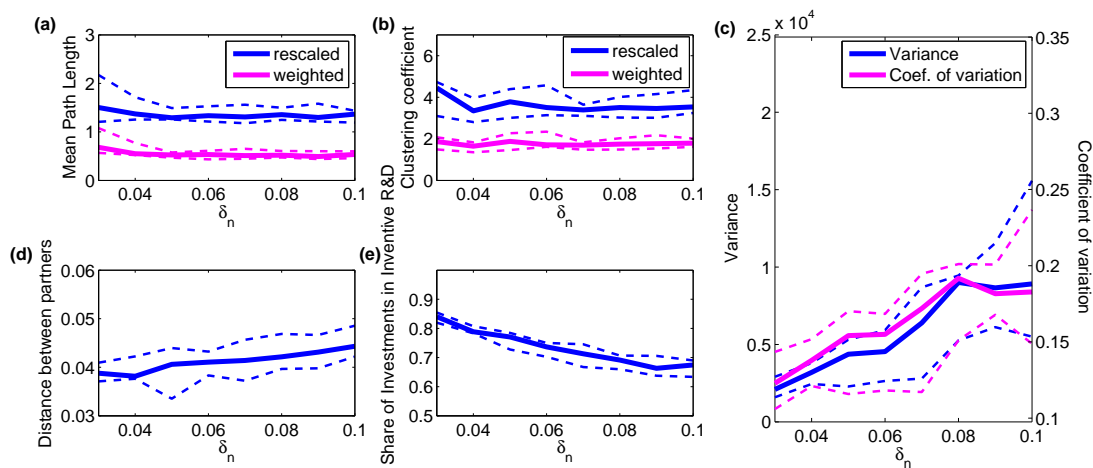 (a)
3
2
1
0
Mean Path Length
rescaled
weighted
0.04 0.06 0.08 0.1
δn
(b)
6
4
2
0
Clustering coefficient
rescaled
weighted
0.04 0.06 0.08 0.1
δn
(c)
x 10^4
2.5
2
1.5
1
0.5
0
Variance
Variance
Coef. of variation
0.35
0.3
0.25
0.2
0.15
0.1
Coefficient of variation
0.04 0.06 0.08 0.1
δn
(d)
0.06
0.05
0.04
0.03
Distance between partners
0.04 0.06 0.08 0.1
δn
(e)
0.9
0.8
0.7
0.6
0.5
Share of Investments in Inventive R&D
0.04 0.06 0.08 0.1
δn